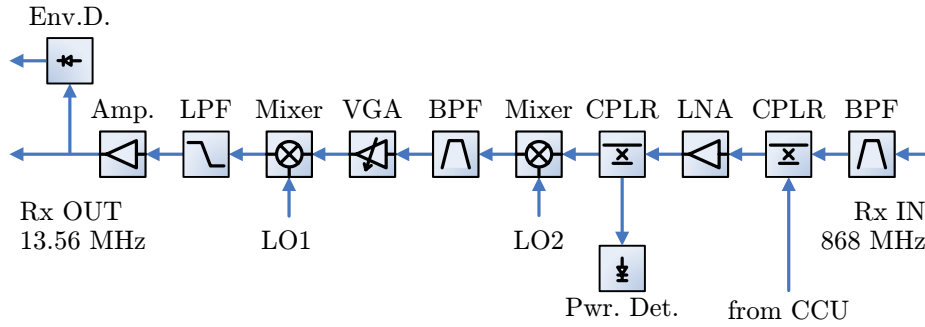 Env.D.
Amp. LPF Mixer VGA BPF Mixer CPLR LNA CPLR BPF
Rx OUT
13.56 MHz
LO1
LO2
Rx IN
868 MHz
Pwr. Det.
from CCU